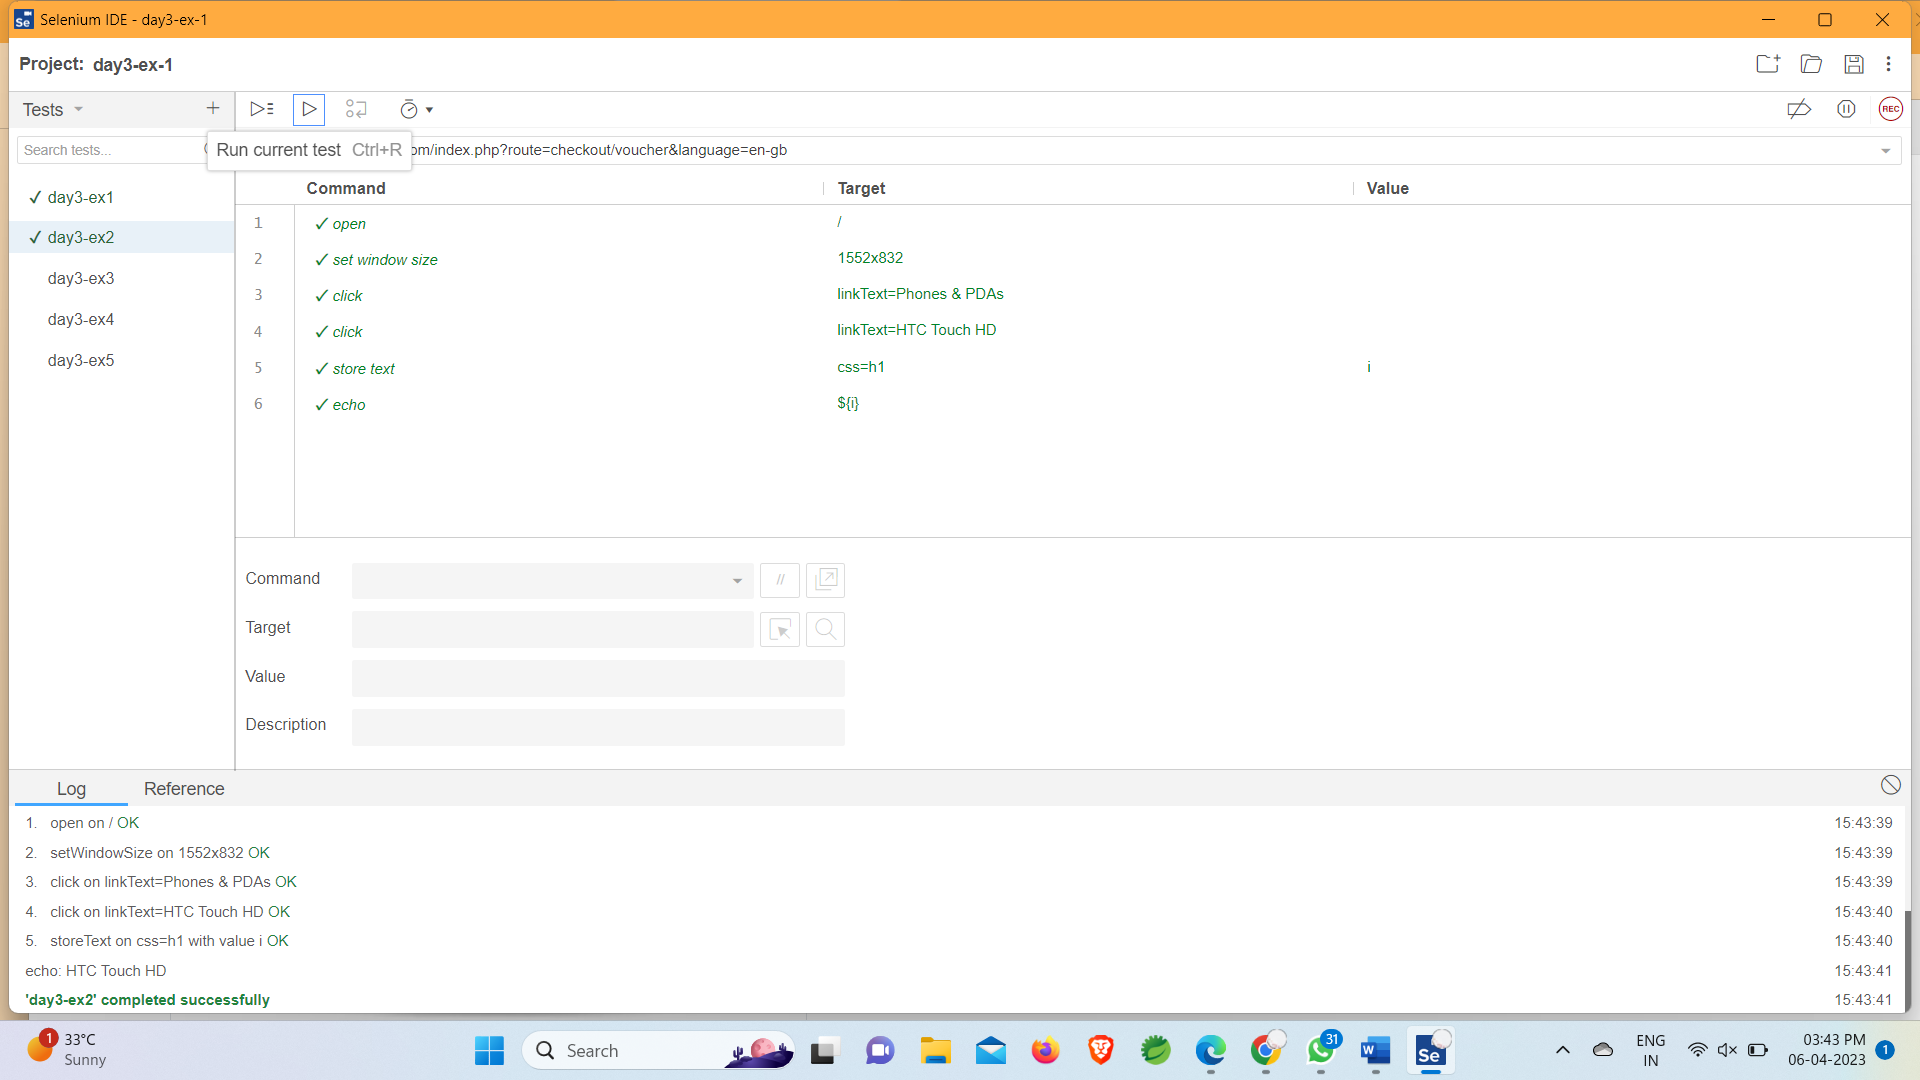 Se Selenium IDE - day3-ex-1
Project: day3-ex-1
Tests
REC
Search tests...
Run current test Ctrl+R
om/index.php?route=checkout/voucher&language=en-gb
Command Target Value
day3-ex1
day3-ex2
day3-ex3
day3-ex4
day3-ex5
1 ✓ open /
2 ✓ set window size 1552x832
3 ✓ click linkText=Phones & PDAs
4 ✓ click linkText=HTC Touch HD
5 ✓ store text css=h1 i
6 ✓ echo ${i}
Command //
Target
Value
Description
Log Reference
1. open on / OK 15:43:39
2. setWindowSize on 1552x832 OK 15:43:39
3. click on linkText=Phones & PDAs OK 15:43:39
4. click on linkText=HTC Touch HD OK 15:43:40
5. storeText on css=h1 with value i OK 15:43:40
echo: HTC Touch HD 15:43:41
'day3-ex2' completed successfully 15:43:41
1 33°C
Sunny
Search
31
W
Se
ENG
IN
03:43 PM
06-04-2023
1